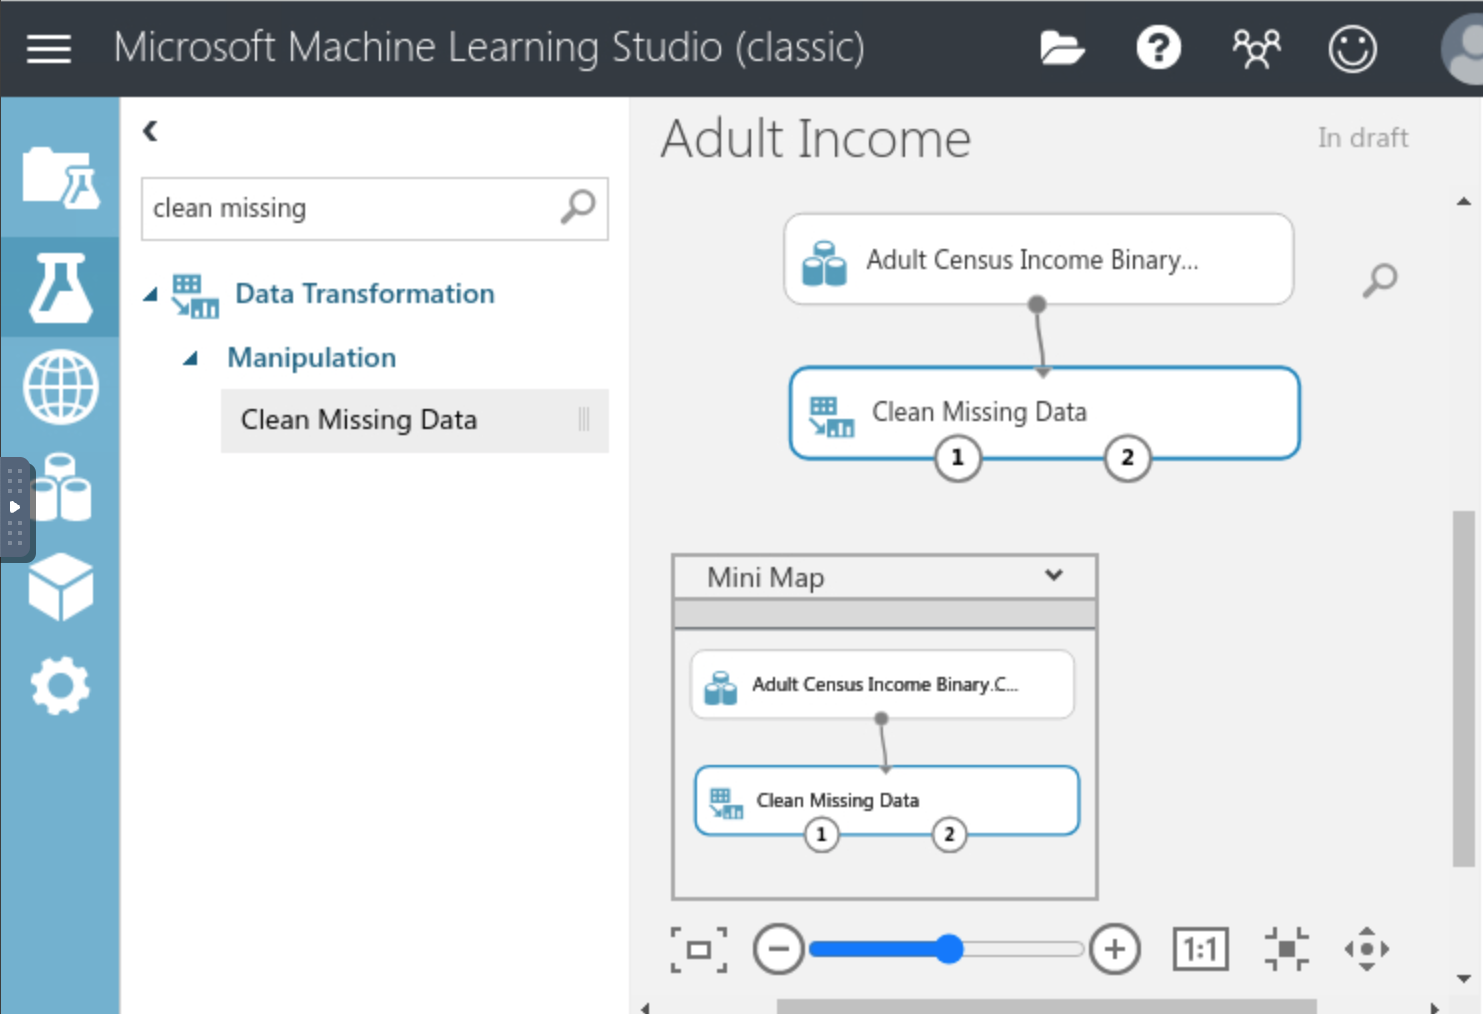 Microsoft Machine Learning Studio (classic)
clean missing
Data Transformation
Manipulation
Clean Missing Data
Adult Income
In draft
Adult Census Income Binary...
Clean Missing Data
1 2
Mini Map
Adult Census Income Binary.C...
Clean Missing Data
1 2
1:1